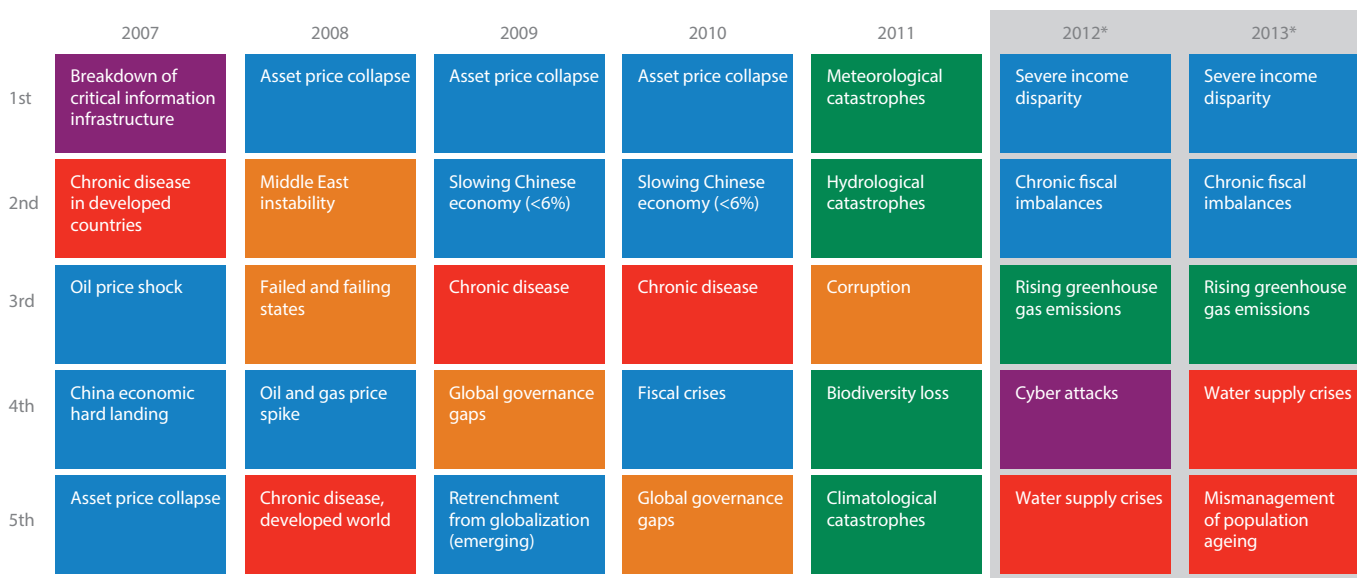 2007 2008 2009 2010 2011 2012* 2013*
1st
Breakdown of
critical information
infrastructure
Asset price collapse
Asset price collapse
Asset price collapse
Meteorological
catastrophes
Severe income
disparity
Severe income
disparity
2nd
Chronic disease
in developed
countries
Middle East
instability
Slowing Chinese
economy (<6%)
Slowing Chinese
economy (<6%)
Hydrological
catastrophes
Chronic fiscal
imbalances
Chronic fiscal
imbalances
3rd
Oil price shock
Failed and failing
states
Chronic disease
Chronic disease
Corruption
Rising greenhouse
gas emissions
Rising greenhouse
gas emissions
4th
China economic
hard landing
Oil and gas price
spike
Global governance
gaps
Fiscal crises
Biodiversity loss
Cyber attacks
Water supply crises
5th
Asset price collapse
Chronic disease,
developed world
Retrenchment
from globalization
(emerging)
Global governance
gaps
Climatological
catastrophes
Water supply crises
Mismanagement
of population
ageing